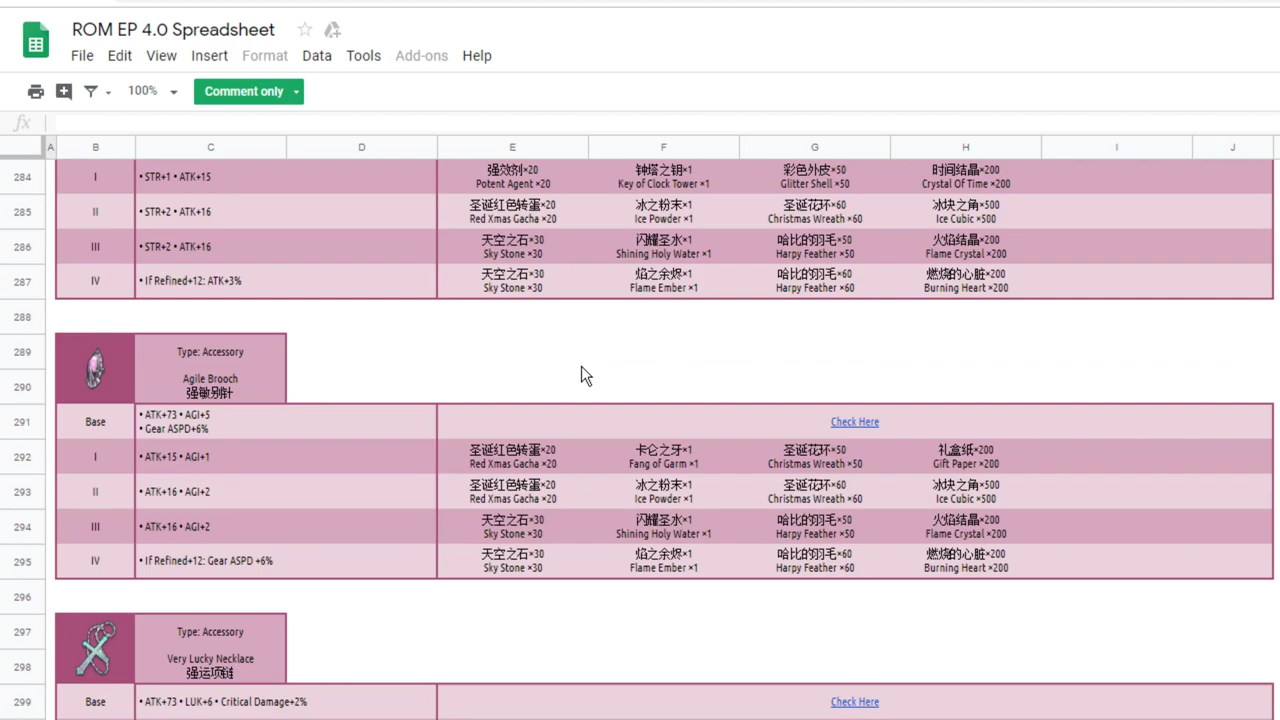 ROM EP 4.0 Spreadsheet
File Edit View Insert Format Data Tools Add-ons Help
100% Comment only
fx
A B C D E F G H I J
284 I • STR+1 • ATK+15 强效剂×20 钟塔之钥×1 彩色外皮×50 时间结晶×200
Potent Agent ×20 Key of Clock Tower ×1 Glitter Shell ×50 Crystal Of Time ×200
285 II • STR+2 • ATK+16 圣诞红色转蛋×20 冰之粉末×1 圣诞花环×60 冰块之角×500
Red Xmas Gacha ×20 Ice Powder ×1 Christmas Wreath ×60 Ice Cubic ×500
286 III • STR+2 • ATK+16 天空之石×30 闪耀圣水×1 哈比的羽毛×50 火焰结晶×200
Sky Stone ×30 Shining Holy Water ×1 Harpy Feather ×50 Flame Crystal ×200
287 IV • If Refined+12: ATK+3% 天空之石×30 焰之余烬×1 哈比的羽毛×60 燃烧的心脏×200
Sky Stone ×30 Flame Ember ×1 Harpy Feather ×60 Burning Heart ×200
288
289 Type: Accessory
290 Agile Brooch
强敏别针
291 Base • ATK+73 • AGI+5 Check Here
• Gear ASPD+6%
292 I • ATK+15 • AGI+1 圣诞红色转蛋×20 卡仑之牙×1 圣诞花环×50 礼盒纸×200
Red Xmas Gacha ×20 Fang of Garm ×1 Christmas Wreath ×50 Gift Paper ×200
293 II • ATK+16 • AGI+2 圣诞红色转蛋×20 冰之粉末×1 圣诞花环×60 冰块之角×500
Red Xmas Gacha ×20 Ice Powder ×1 Christmas Wreath ×60 Ice Cubic ×500
294 III • ATK+16 • AGI+2 天空之石×30 闪耀圣水×1 哈比的羽毛×50 火焰结晶×200
Sky Stone ×30 Shining Holy Water ×1 Harpy Feather ×50 Flame Crystal ×200
295 IV • If Refined+12: Gear ASPD +6% 天空之石×30 焰之余烬×1 哈比的羽毛×60 燃烧的心脏×200
Sky Stone ×30 Flame Ember ×1 Harpy Feather ×60 Burning Heart ×200
296
297 Type: Accessory
298 Very Lucky Necklace
强运项链
299 Base • ATK+73 • LUK+6 • Critical Damage+2% Check Here